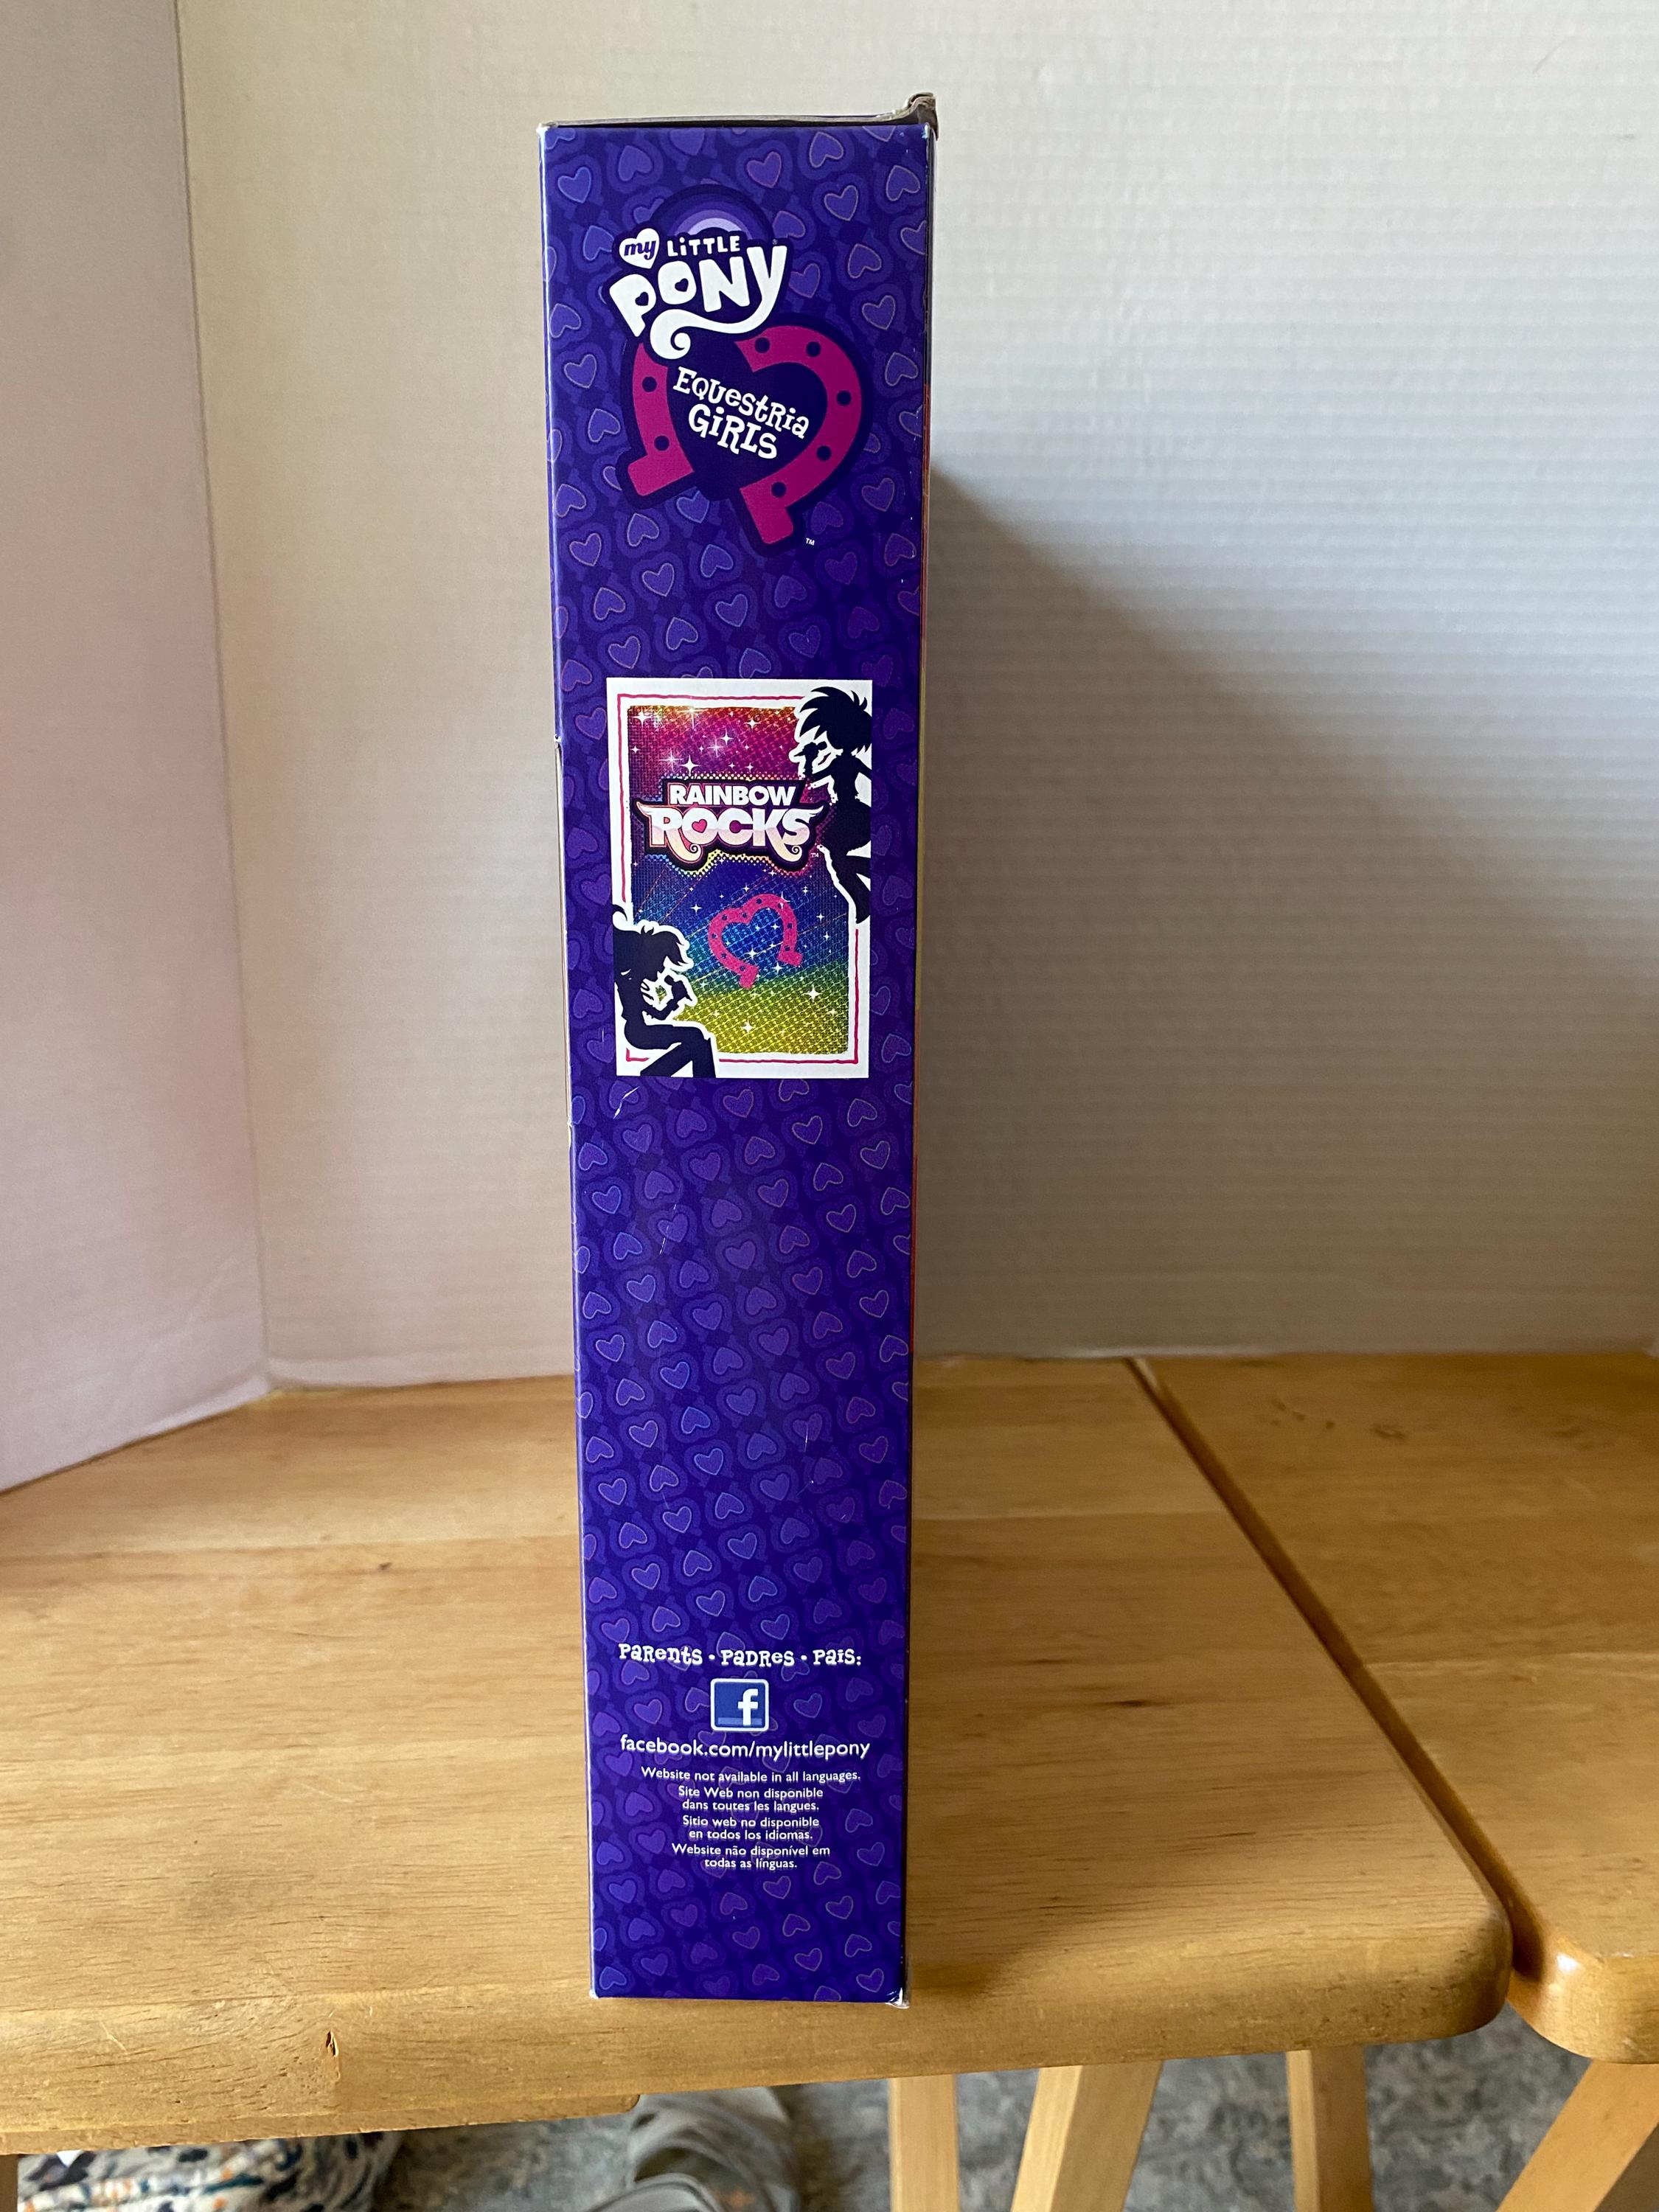 my LiTTLE
PONY
EQUESTRIA
GiRLS
™
RAINBOW
ROCKS
PARENTS • PADRES • PAIS:
f
facebook.com/mylittlepony
Website not available in all languages.
Site Web non disponible
dans toutes les langues.
Sitio web no disponible
en todos los idiomas.
Website não disponível em
todas as línguas.